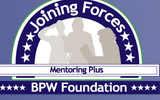 Joining Forces
Mentoring Plus
BPW Foundation